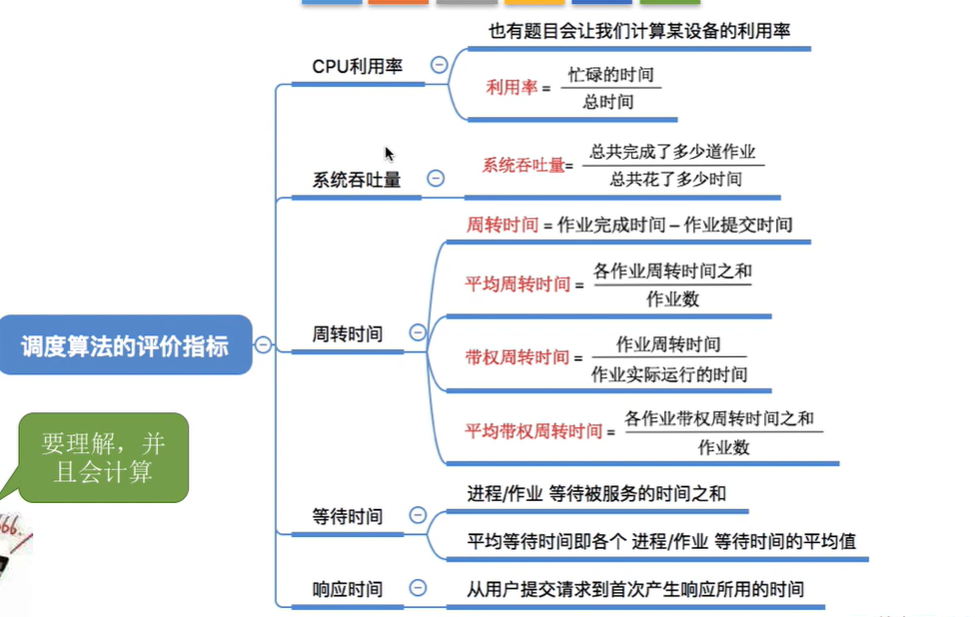 也有题目会让我们计算某设备的利用率
CPU利用率
利用率 = 忙碌的时间
总时间
系统吞吐量
系统吞吐量= 总共完成了多少道作业
总共花了多少时间
周转时间 = 作业完成时间 – 作业提交时间
平均周转时间 = 各作业周转时间之和
作业数
周转时间
调度算法的评价指标
带权周转时间 = 作业周转时间
作业实际运行的时间
平均带权周转时间 = 各作业带权周转时间之和
作业数
要理解，并
且会计算
等待时间
进程/作业 等待被服务的时间之和
平均等待时间即各个 进程/作业 等待时间的平均值
响应时间
从用户提交请求到首次产生响应所用的时间